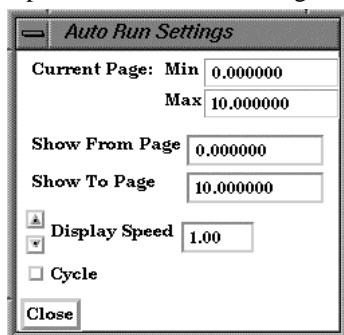 Auto Run Settings
Current Page: Min 0.000000
Max 10.000000
Show From Page 0.000000
Show To Page 10.000000
Display Speed 1.00
Cycle
Close